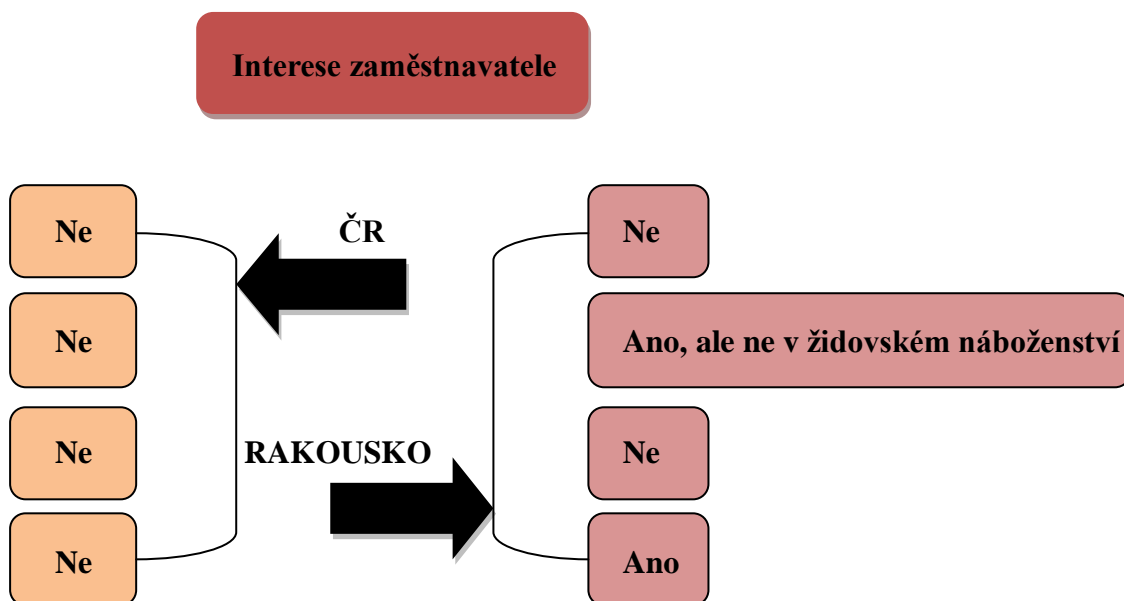 Interese zaměstnavatele
Ne
ČR
Ne
Ne
Ano, ale ne v židovském náboženství
Ne
RAKOUSKO
Ne
Ne
Ano